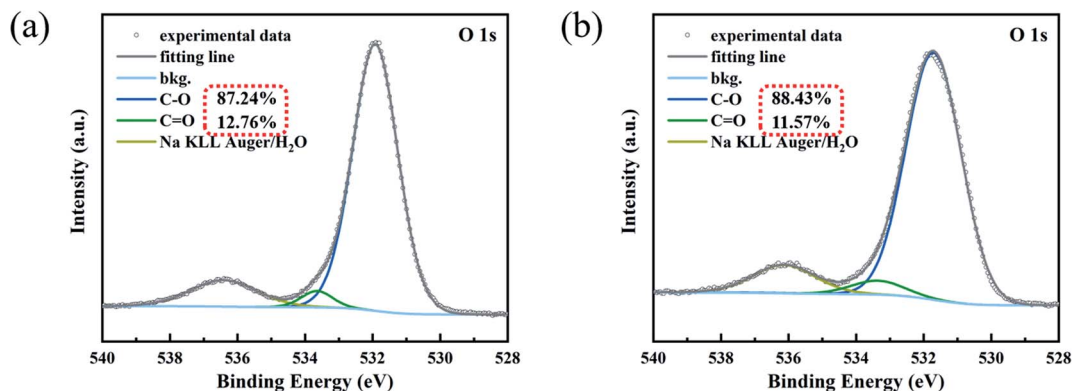 (a)
O 1s
experimental data
fitting line
bkg.
C-O 87.24%
C=O 12.76%
Na KLL Auger/H₂O
Intensity (a.u.)
540 538 536 534 532 530 528
Binding Energy (eV)
(b)
O 1s
experimental data
fitting line
bkg.
C-O 88.43%
C=O 11.57%
Na KLL Auger/H₂O
Intensity (a.u.)
540 538 536 534 532 530 528
Binding Energy (eV)